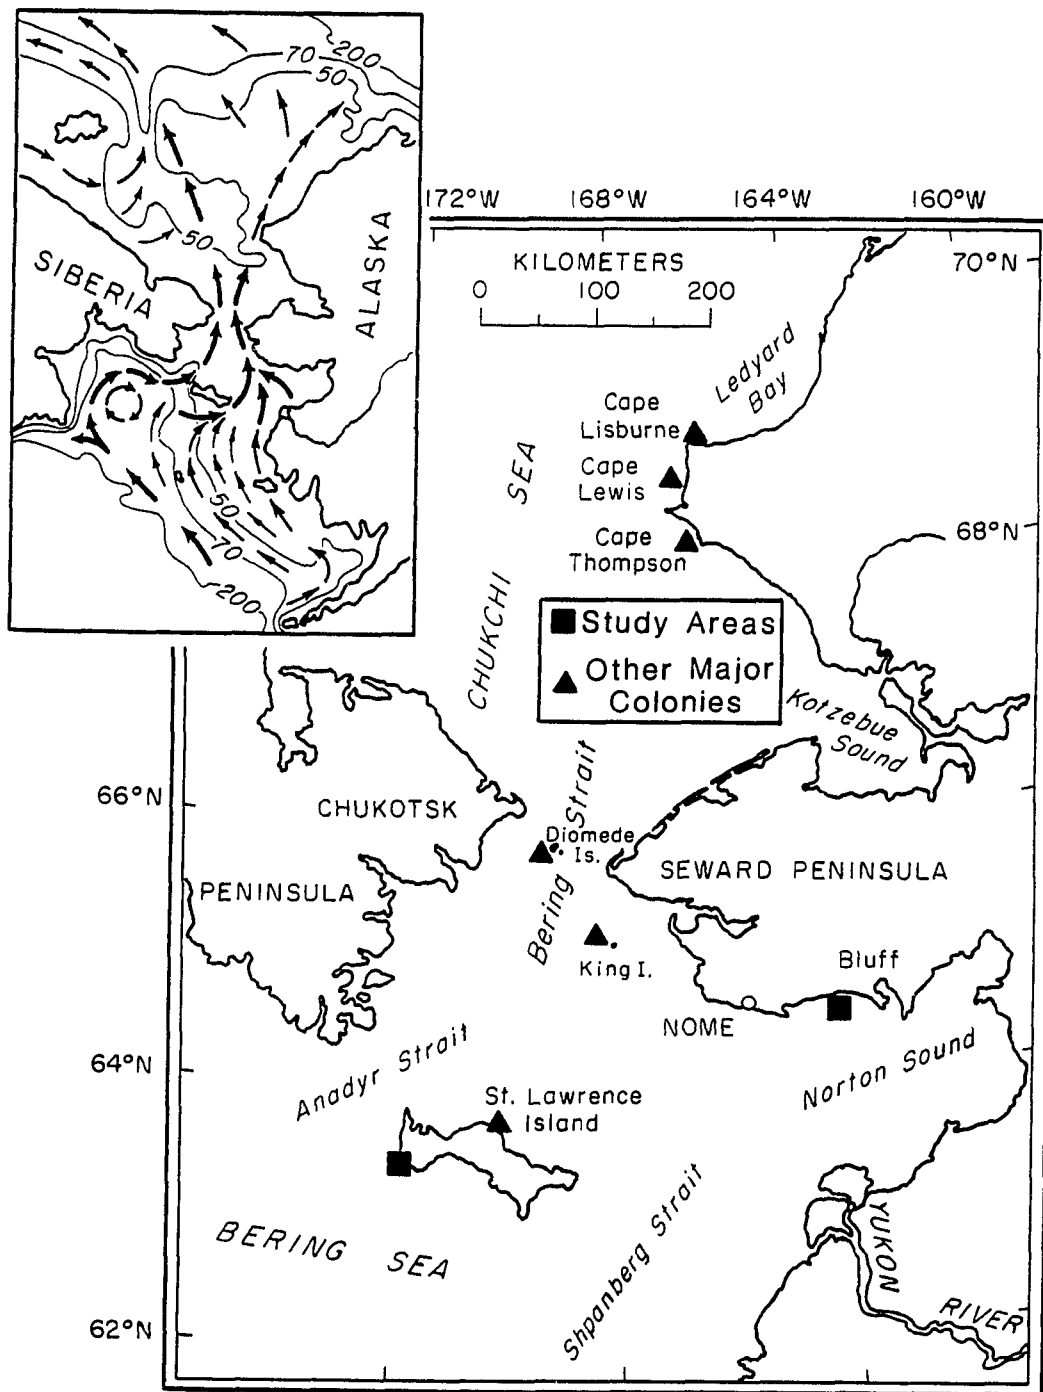 200
70
50
50
SIBERIA
ALASKA
50
70
200
172°W
168°W
164°W
160°W
70°N
KILOMETERS
0 100 200
Ledyard
Bay
Cape
Lisburne
Cape
Lewis
SEA
68°N
Cape
Thompson
CHUKCHI
Study Areas
Other Major
Colonies
Kotzebue
Sound
66°N
CHUKOTSK
Strait
Diomede
Is.
PENINSULA
SEWARD PENINSULA
Bering
King I.
Bluff
NOME
64°N
Anadyr Strait
Norton Sound
St. Lawrence
Island
Shpanberg Strait
YUKON
BERING SEA
RIVER
62°N